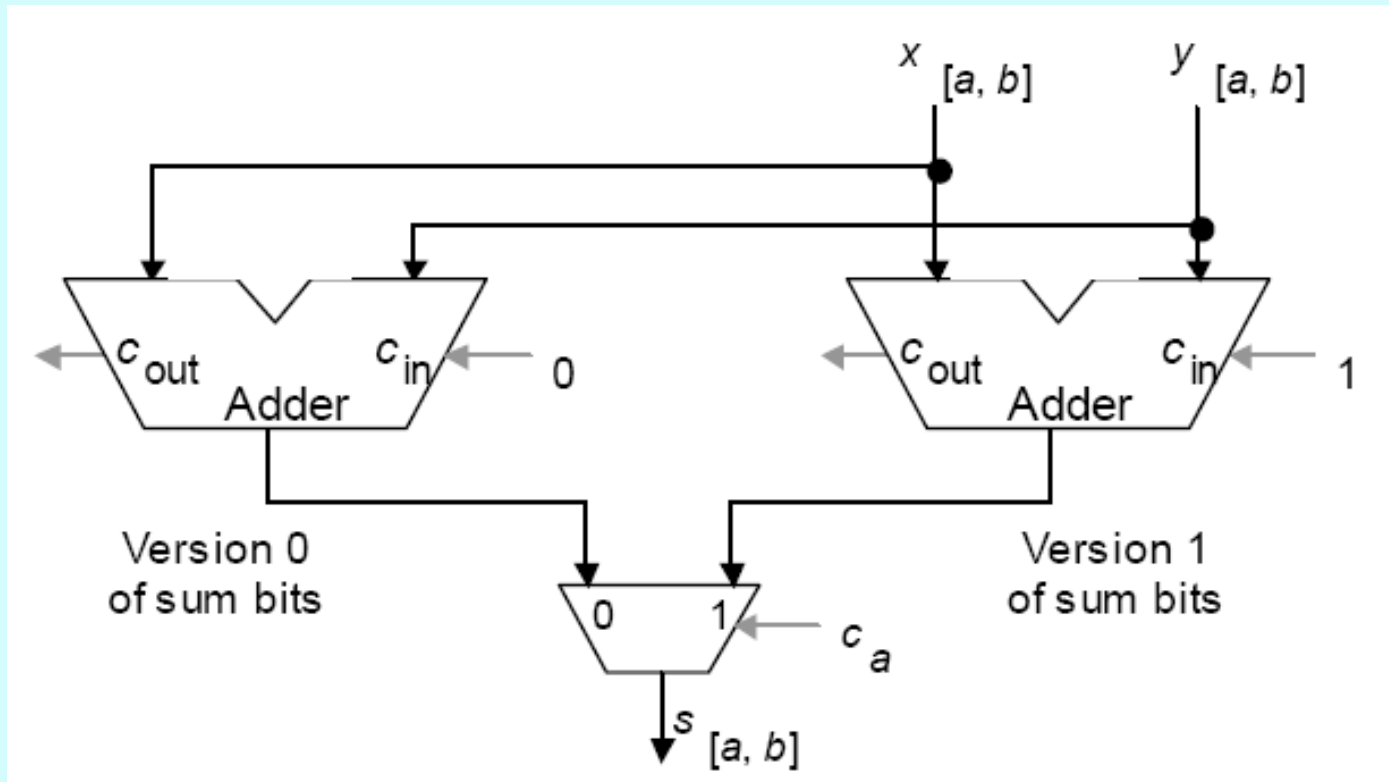 x [a, b]
y [a, b]
c out
c in
0
Adder
c out
c in
1
Adder
Version 0
of sum bits
Version 1
of sum bits
0
1
c a
s [a, b]